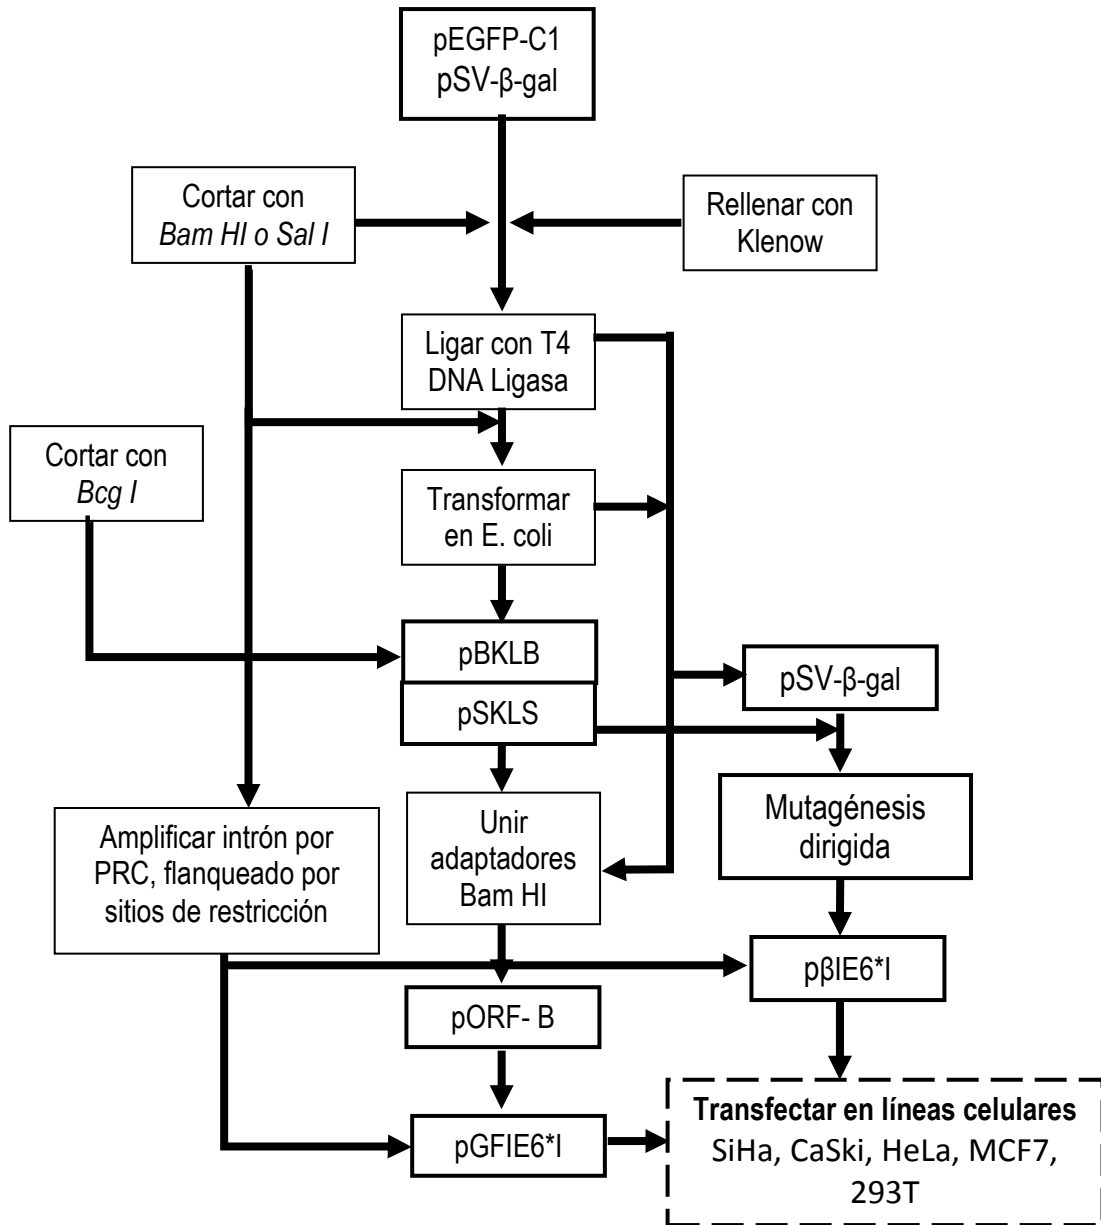 pEGFP-C1
pSV-β-gal
Cortar con
Bam HI o Sal I
Rellenar con
Klenow
Ligar con T4
DNA Ligasa
Cortar con
Bcg I
Transformar
en E. coli
pBKLB
pSKLS
pSV-β-gal
Amplificar intrón por
PRC, flanqueado por
sitios de restricción
Unir
adaptadores
Bam HI
Mutagénesis
dirigida
pβIE6*I
pORF- B
pGFIE6*I
Transfectar en líneas celulares
SiHa, CaSki, HeLa, MCF7,
293T